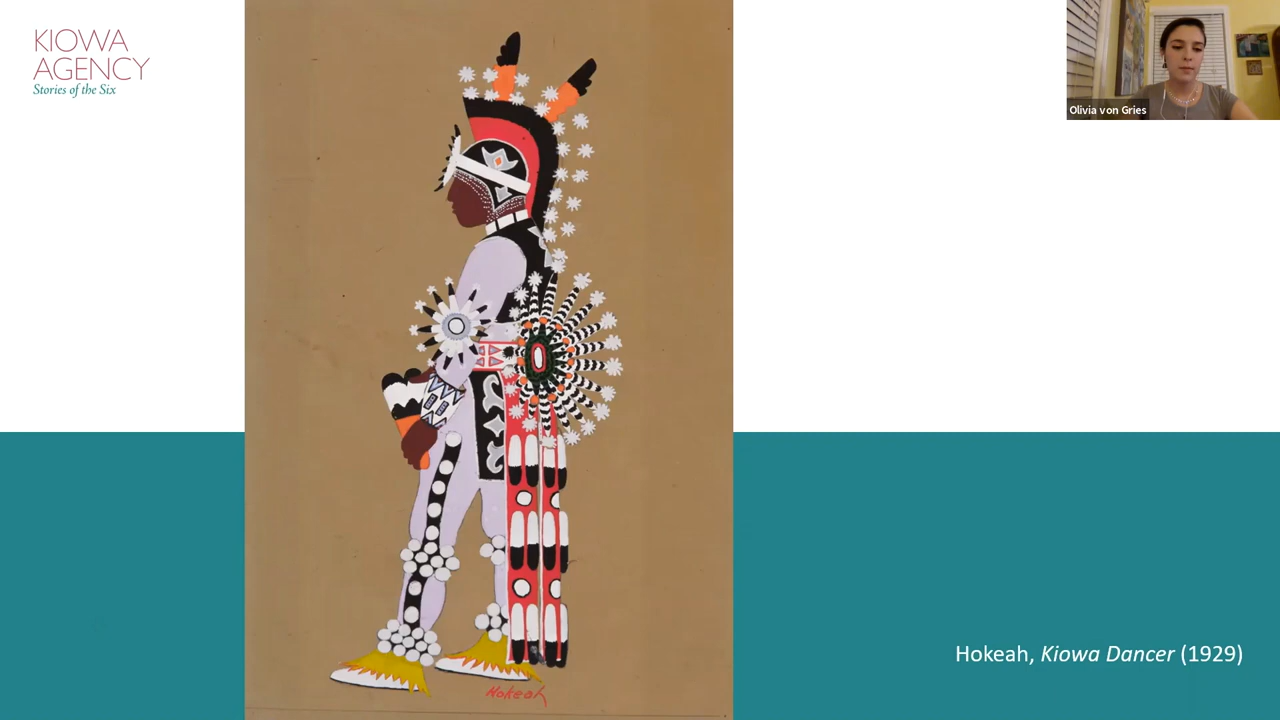 KIOWA
AGENCY
Stories of the Six
Olivia von Gries
Hokeah
Hokeah, Kiowa Dancer (1929)